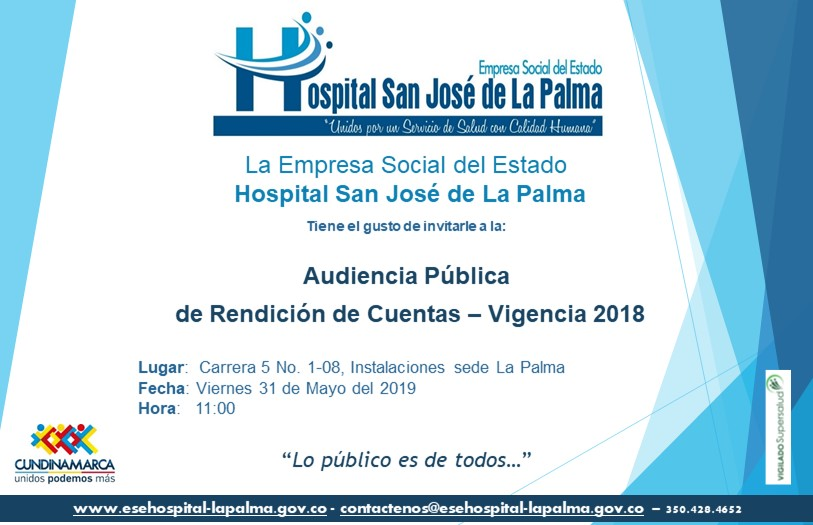 Empresa Social del Estado
Hospital San José de La Palma
"Unidos por un Servicio de Salud con Calidad Humana"
La Empresa Social del Estado
Hospital San José de La Palma
Tiene el gusto de invitarle a la:
Audiencia Pública
de Rendición de Cuentas – Vigencia 2018
Lugar: Carrera 5 No. 1-08, Instalaciones sede La Palma
Fecha: Viernes 31 de Mayo del 2019
Hora: 11:00
VIGILADO Supersalud
CUNDINAMARCA
unidos podemos más
“Lo público es de todos…”
www.esehospital-lapalma.gov.co - contactenos@esehospital-lapalma.gov.co – 350.428.4652